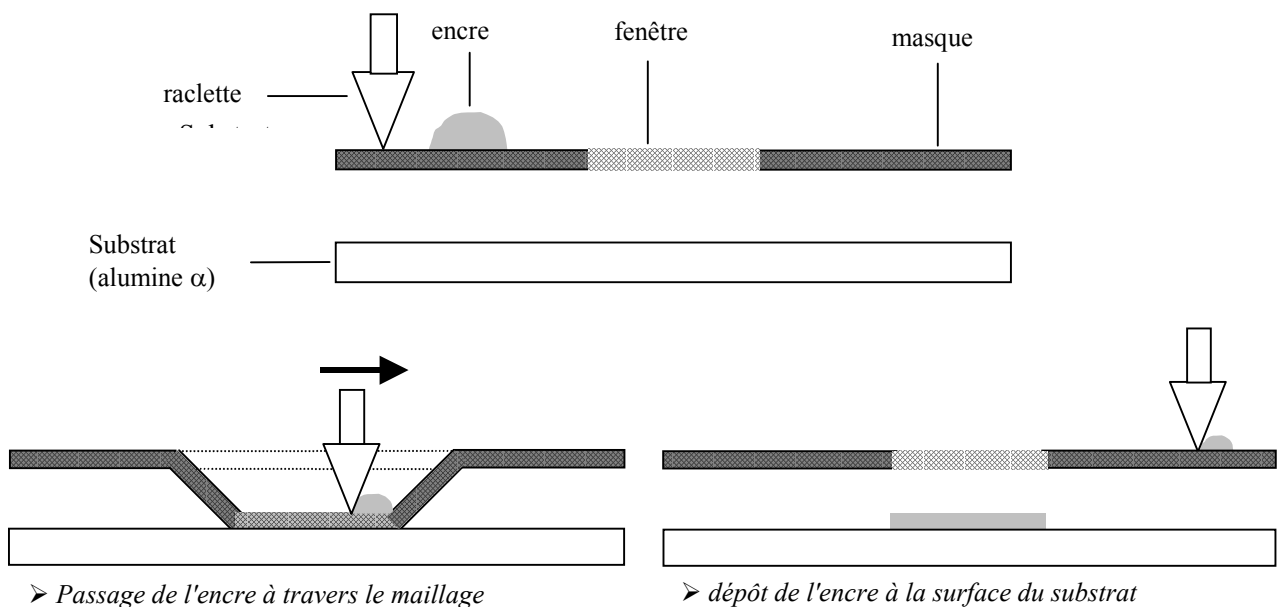 encre
fenêtre
masque
raclette
Substrat
(alumine α)
➢ Passage de l'encre à travers le maillage
➢ dépôt de l'encre à la surface du substrat